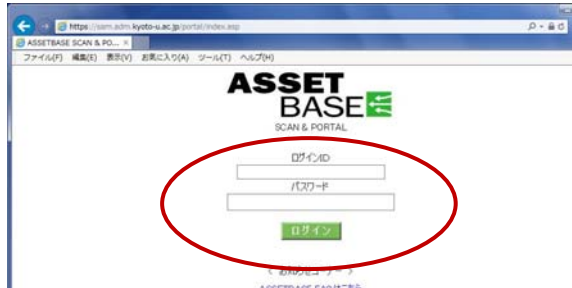 https://sam.adm.kyoto-u.ac.jp/portal/index.asp
ASSETBASE SCAN & PO...
ファイル(F) 編集(E) 表示(V) お気に入り(A) ツール(T) ヘルプ(H)
ASSET
BASE
SCAN & PORTAL
ログインID
パスワード
ログイン